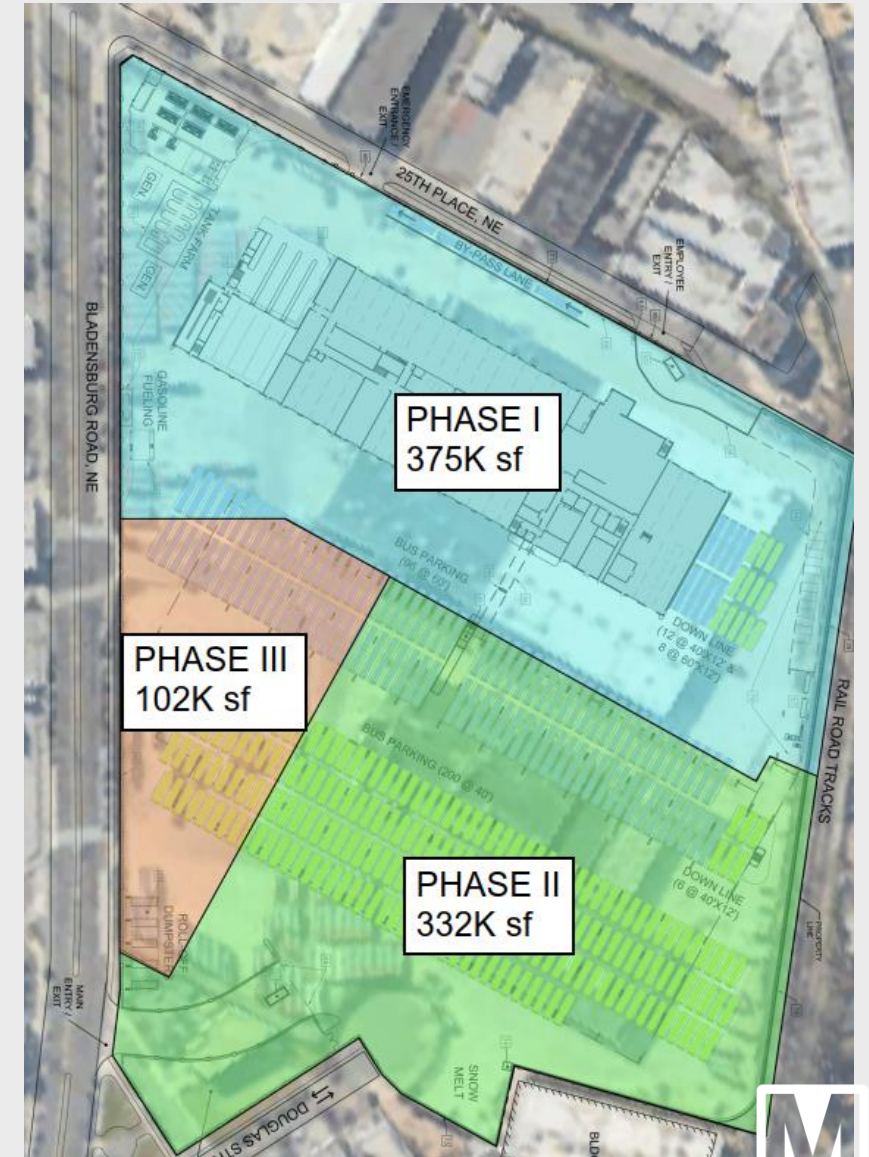 EMERGENCY
ENTRANCE /
EXIT
25TH PLACE, NE
BY-PASS LANE
EMPLOYEE
ENTRY /
EXIT
GEN.
TANK FARM
GEN.
GASOLINE
FUELING
BLADENSBURG ROAD, NE
PHASE I
375K sf
BUS PARKING
(96 @ 60')
DOWN LINE
(12 @ 40'X12' &
8 @ 60'X12')
RAIL ROAD TRACKS
PHASE III
102K sf
BUS PARKING (200 @ 40')
PHASE II
332K sf
DOWN LINE
(6 @ 40'X12')
PROPERTY
LINE
ROLL-OFF
DUMPSTER
MAIN
ENTRY /
EXIT
SNOW
MELT
DOUGLAS ST
BLD
M